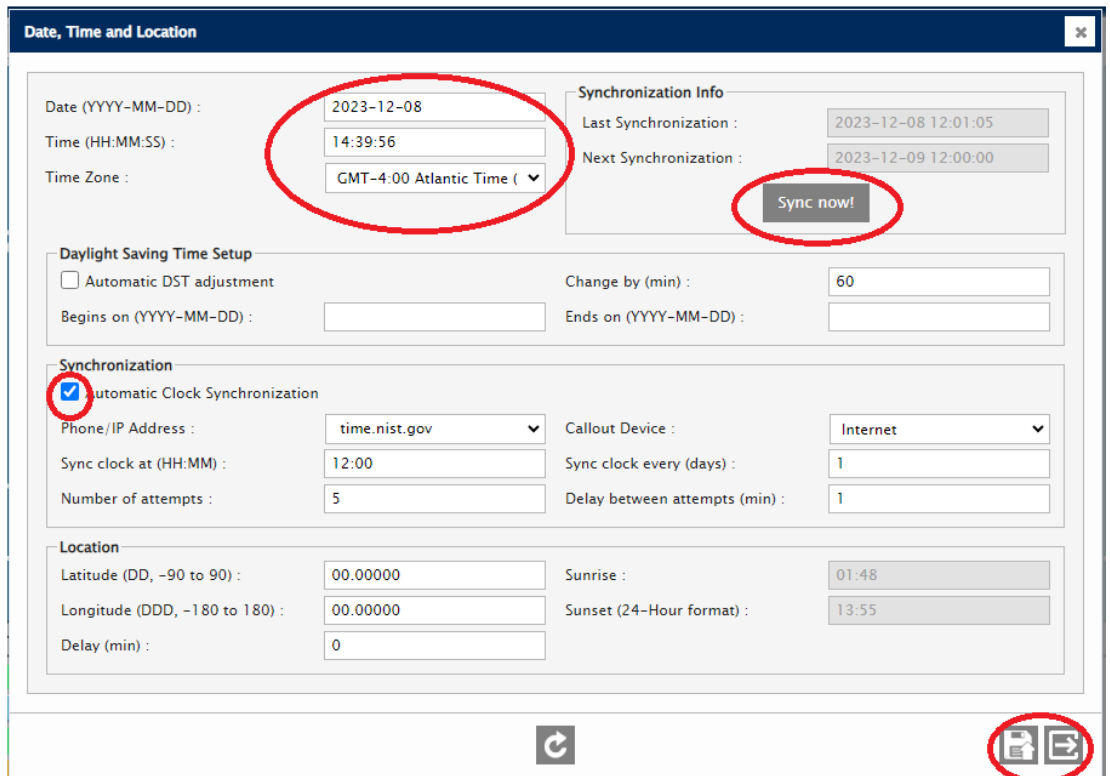 Date, Time and Location
Date (YYYY-MM-DD) :
2023-12-08
Time (HH:MM:SS) :
14:39:56
Time Zone :
GMT-4:00 Atlantic Time (
Synchronization Info
Last Synchronization :
2023-12-08 12:01:05
Next Synchronization :
2023-12-09 12:00:00
Sync now!
Daylight Saving Time Setup
Automatic DST adjustment
Change by (min) :
60
Begins on (YYYY-MM-DD) :
Ends on (YYYY-MM-DD) :
Synchronization
Automatic Clock Synchronization
Phone/IP Address :
time.nist.gov
Callout Device :
Internet
Sync clock at (HH:MM) :
12:00
Sync clock every (days) :
1
Number of attempts :
5
Delay between attempts (min) :
1
Location
Latitude (DD, -90 to 90) :
00.00000
Sunrise :
01:48
Longitude (DDD, -180 to 180) :
00.00000
Sunset (24-Hour format) :
13:55
Delay (min) :
0